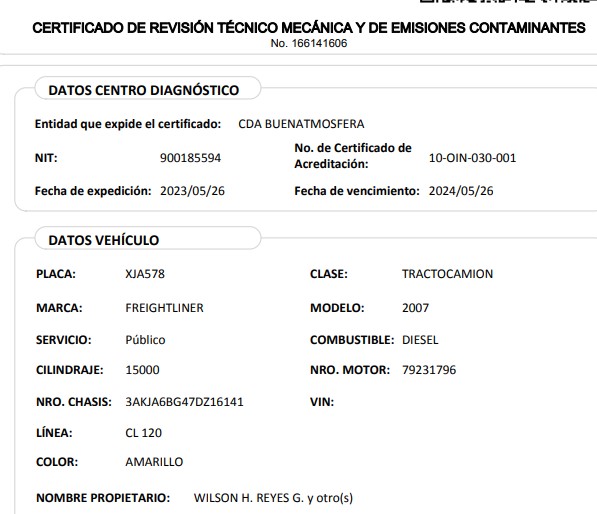 CERTIFICADO DE REVISIÓN TÉCNICO MECÁNICA Y DE EMISIONES CONTAMINANTES
No. 166141606
DATOS CENTRO DIAGNÓSTICO
Entidad que expide el certificado: CDA BUENATMOSFERA
NIT: 900185594 No. de Certificado de Acreditación: 10-OIN-030-001
Fecha de expedición: 2023/05/26 Fecha de vencimiento: 2024/05/26
DATOS VEHÍCULO
PLACA: XJA578 CLASE: TRACTOCAMION
MARCA: FREIGHTLINER MODELO: 2007
SERVICIO: Público COMBUSTIBLE: DIESEL
CILINDRAJE: 15000 NRO. MOTOR: 79231796
NRO. CHASIS: 3AKJA6BG47DZ16141 VIN:
LÍNEA: CL 120
COLOR: AMARILLO
NOMBRE PROPIETARIO: WILSON H. REYES G. y otro(s)